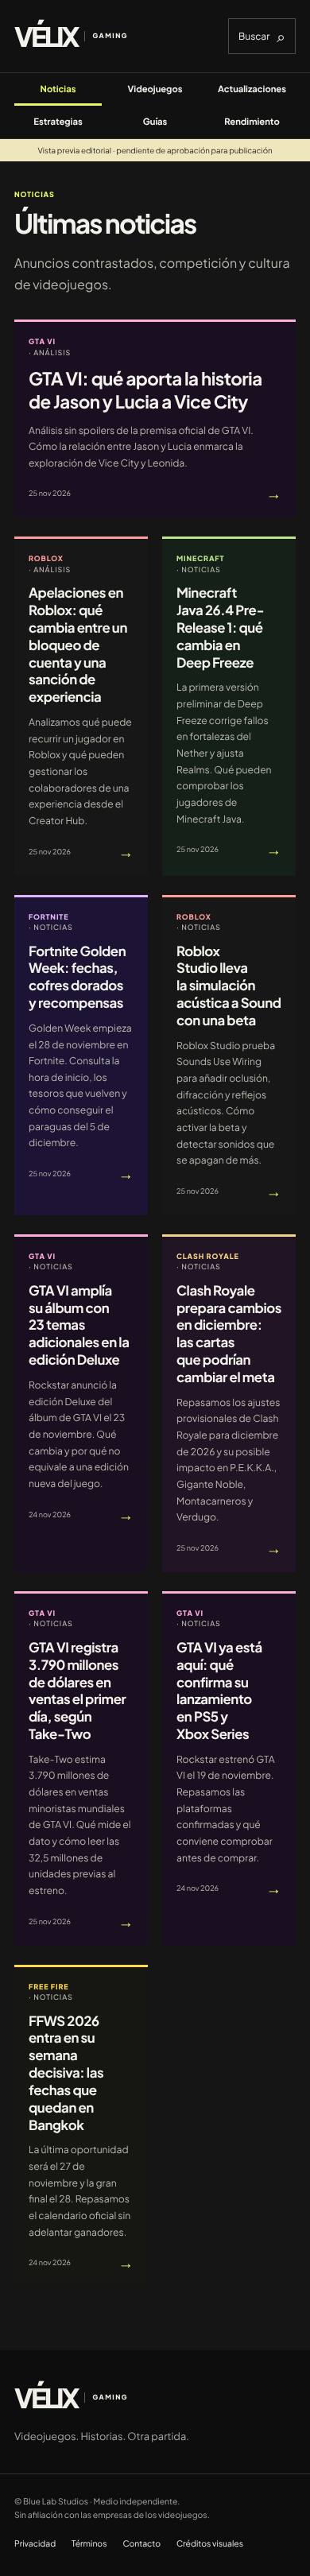 VÉLIX GAMING
Buscar
Noticias Videojuegos Actualizaciones
Estrategias Guías Rendimiento
Vista previa editorial · pendiente de aprobación para publicación
NOTICIAS
Últimas noticias
Anuncios contrastados, competición y cultura
de videojuegos.
GTA VI
· ANÁLISIS
GTA VI: qué aporta la historia
de Jason y Lucia a Vice City
Análisis sin spoilers de la premisa oficial de GTA VI.
Cómo la relación entre Jason y Lucia enmarca la
exploración de Vice City y Leonida.
25 nov 2026 →
ROBLOX
· ANÁLISIS
Apelaciones en
Roblox: qué
cambia entre un
bloqueo de
cuenta y una
sanción de
experiencia
Analizamos qué puede
recurrir un jugador en
Roblox y qué pueden
gestionar los
colaboradores de una
experiencia desde el
Creator Hub.
25 nov 2026 →
MINECRAFT
· NOTICIAS
Minecraft
Java 26.4 Pre-
Release 1: qué
cambia en
Deep Freeze
La primera versión
preliminar de Deep
Freeze corrige fallos
en fortalezas del
Nether y ajusta
Realms. Qué pueden
comprobar los
jugadores de
Minecraft Java.
25 nov 2026 →
FORTNITE
· NOTICIAS
Fortnite Golden
Week: fechas,
cofres dorados
y recompensas
Golden Week empieza
el 28 de noviembre en
Fortnite. Consulta la
hora de inicio, los
tesoros que vuelven y
cómo conseguir el
paraguas del 5 de
diciembre.
25 nov 2026 →
ROBLOX
· NOTICIAS
Roblox
Studio lleva
la simulación
acústica a Sound
con una beta
Roblox Studio prueba
Sounds Use Wiring
para añadir oclusión,
difracción y reflejos
acústicos. Cómo
activar la beta y
detectar sonidos que
se apagan de más.
25 nov 2026 →
GTA VI
· NOTICIAS
GTA VI amplía
su álbum con
23 temas
adicionales en la
edición Deluxe
Rockstar anunció la
edición Deluxe del
álbum de GTA VI el 23
de noviembre. Qué
cambia y por qué no
equivale a una edición
nueva del juego.
24 nov 2026 →
CLASH ROYALE
· NOTICIAS
Clash Royale
prepara cambios
en diciembre:
las cartas
que podrían
cambiar el meta
Repasamos los ajustes
provisionales de Clash
Royale para diciembre
de 2026 y su posible
impacto en P.E.K.K.A.,
Gigante Noble,
Montacarneros y
Verdugo.
25 nov 2026 →
GTA VI
· NOTICIAS
GTA VI registra
3.790 millones
de dólares en
ventas el primer
día, según
Take-Two
Take-Two estima
3.790 millones de
dólares en ventas
minoristas mundiales
de GTA VI. Qué mide el
dato y cómo leer las
32,5 millones de
unidades previas al
estreno.
25 nov 2026 →
GTA VI
· NOTICIAS
GTA VI ya está
aquí: qué
confirma su
lanzamiento
en PS5 y
Xbox Series
Rockstar estrenó GTA
VI el 19 de noviembre.
Repasamos las
plataformas
confirmadas y qué
conviene comprobar
antes de comprar.
24 nov 2026 →
FREE FIRE
· NOTICIAS
FFWS 2026
entra en su
semana
decisiva: las
fechas que
quedan en
Bangkok
La última oportunidad
será el 27 de
noviembre y la gran
final el 28. Repasamos
el calendario oficial sin
adelantar ganadores.
24 nov 2026 →
VÉLIX GAMING
Videojuegos. Historias. Otra partida.
© Blue Lab Studios · Medio independiente.
Sin afiliación con las empresas de los videojuegos.
Privacidad Términos Contacto Créditos visuales